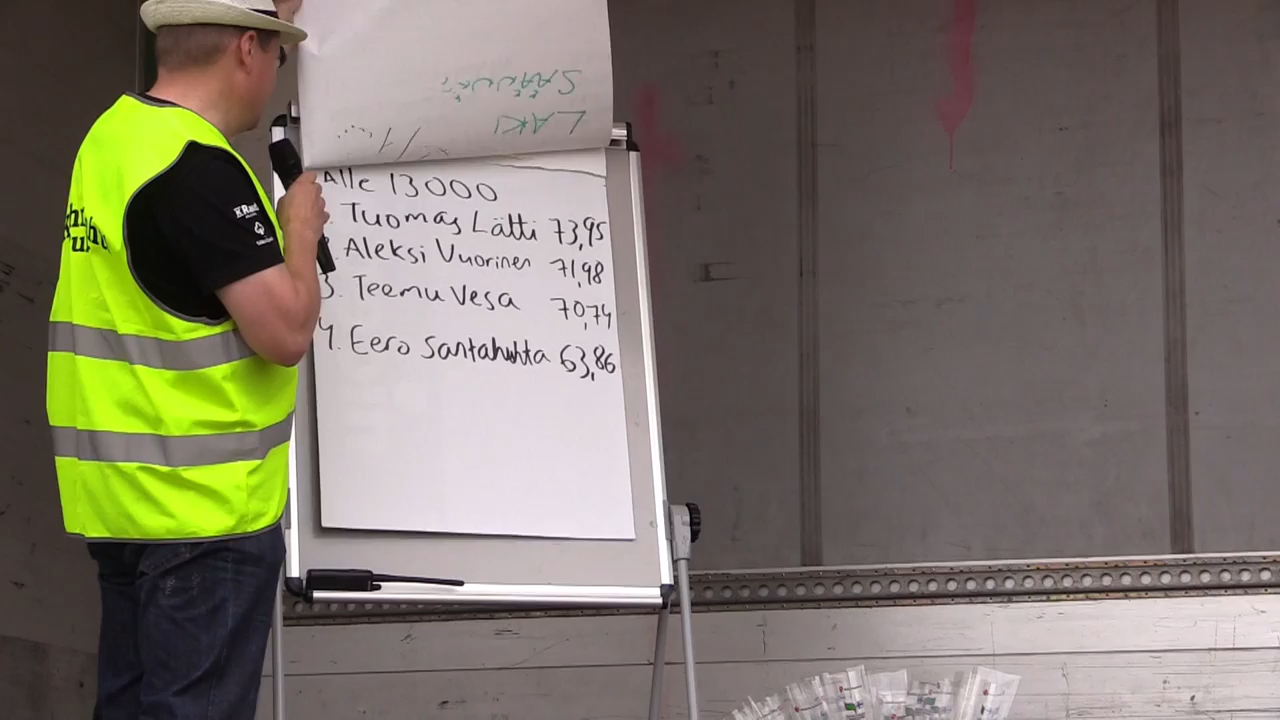 LAKI
SÄÄNNÖT
Alle 13000
Tuomas Lätti 73,95
Aleksi Vuorinen 71,98
3. Teemu Vesa 70,74
4. Eero Santahuhta 63,86